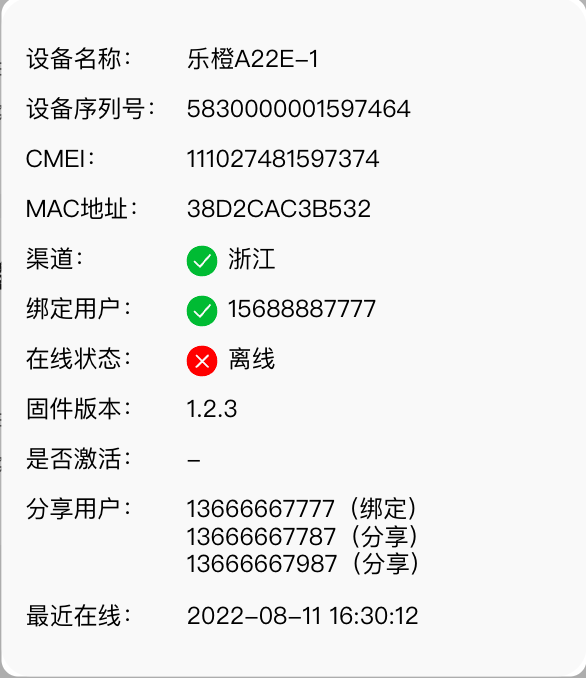 设备名称： 乐橙A22E-1
设备序列号： 5830000001597464
CMEI： 111027481597374
MAC地址： 38D2CAC3B532
渠道： 浙江
绑定用户： 15688887777
在线状态： 离线
固件版本： 1.2.3
是否激活： -
分享用户： 13666667777（绑定）
13666667787（分享）
13666667987（分享）
最近在线： 2022-08-11 16:30:12